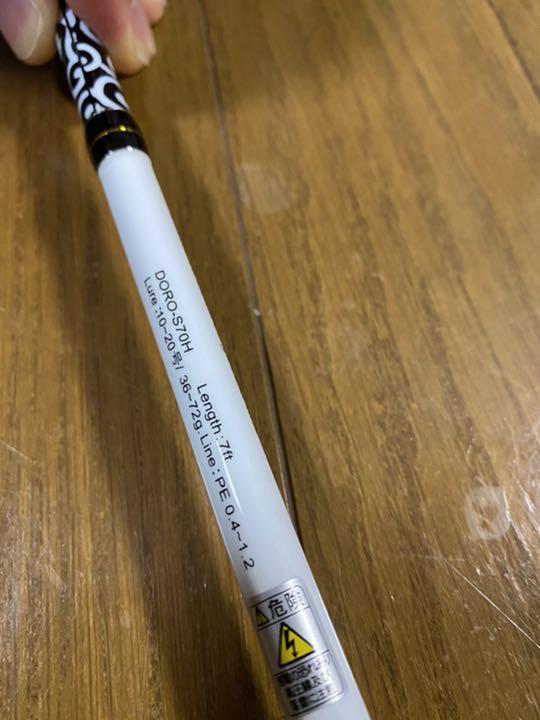 DORO-S70H Length : 7ft
Lure :10~20号/ 36~72g.Line : PE 0.4~1.2
危険